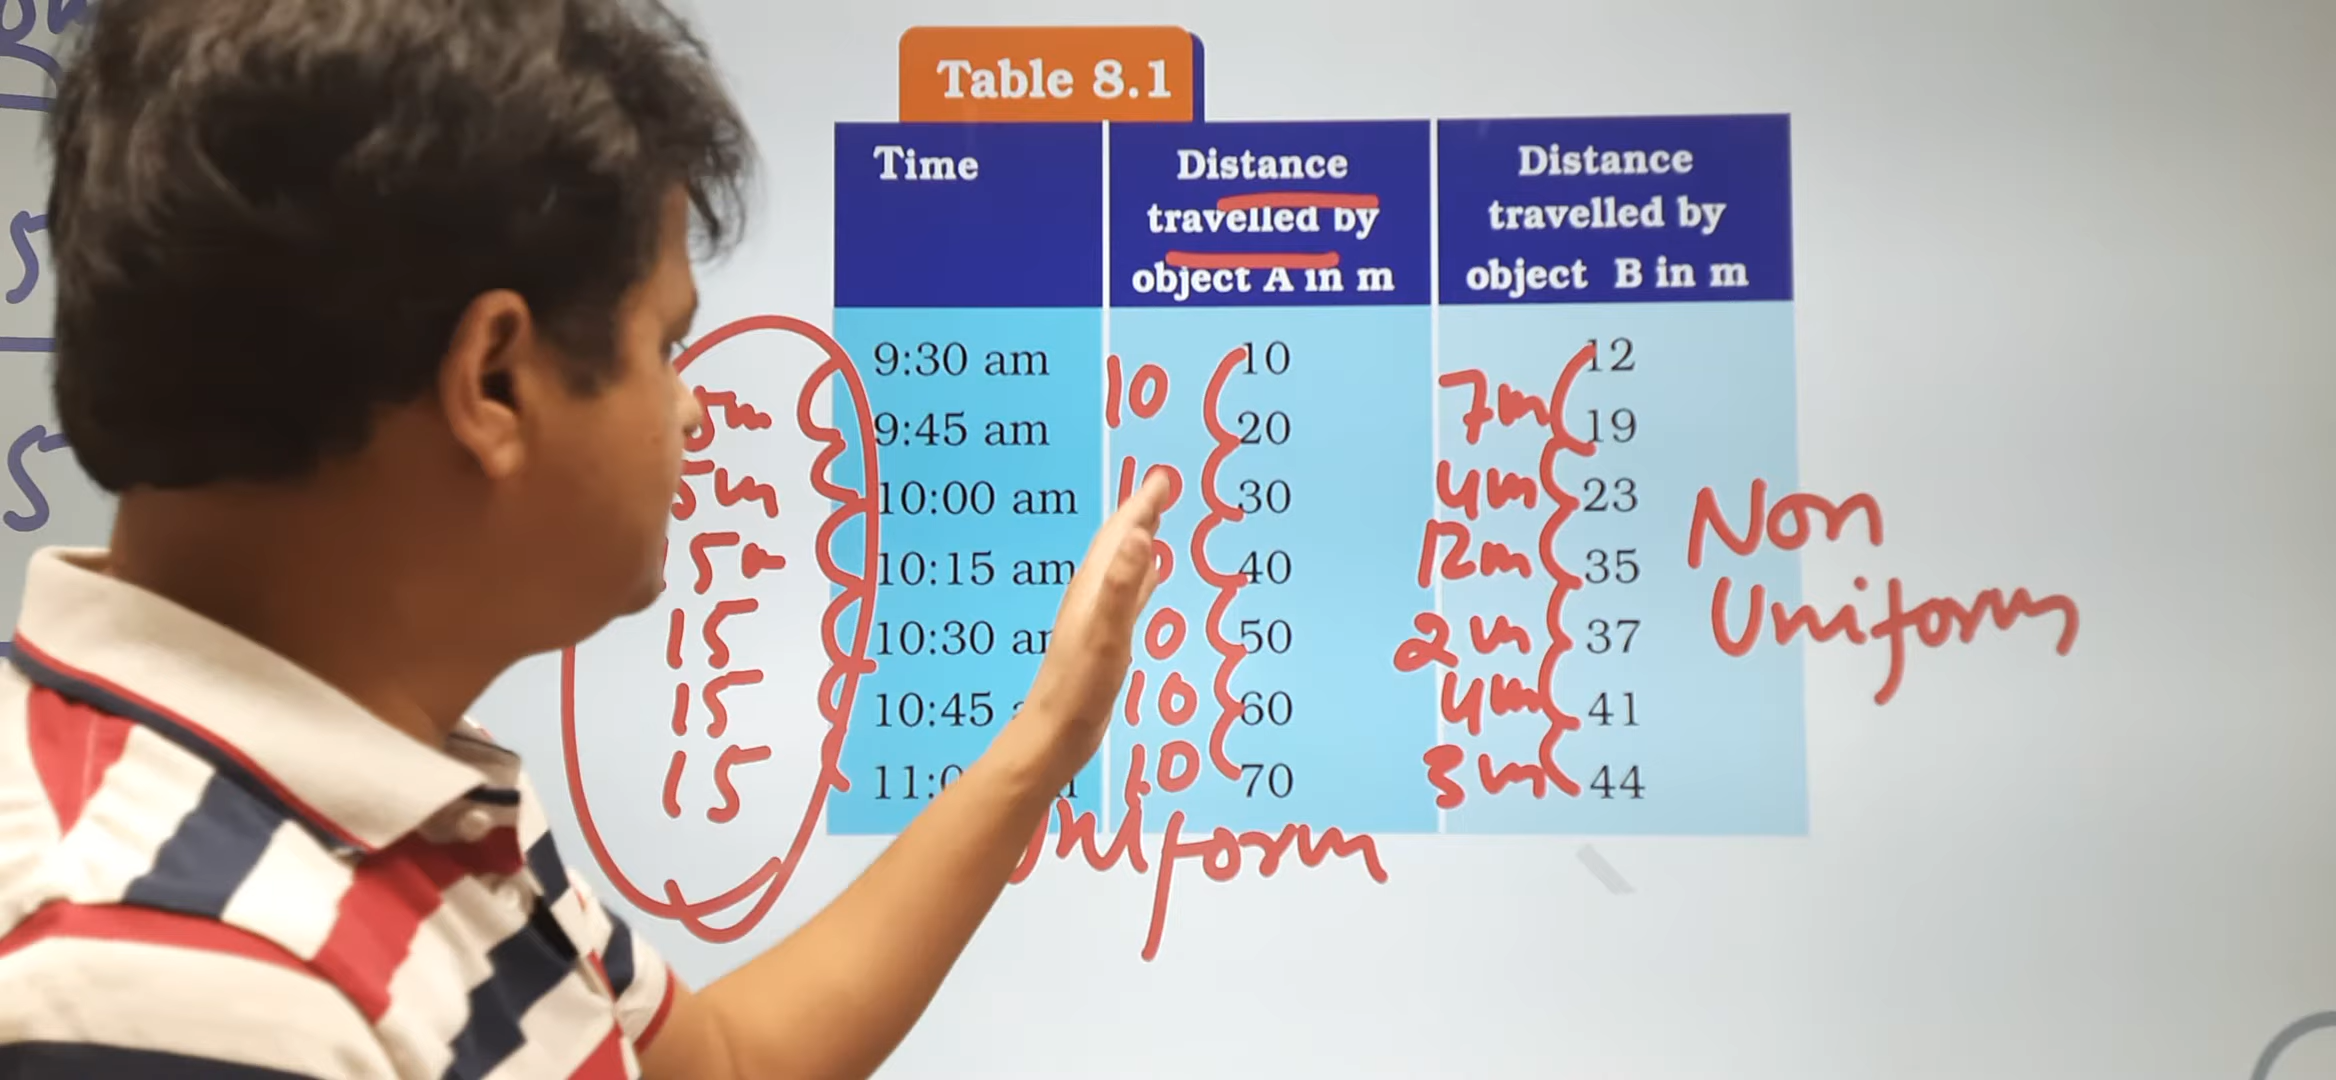 Table 8.1
Time
Distance travelled by object A in m
Distance travelled by object B in m
9:30 am 10 12
9:45 am 20 19
10:00 am 30 23
10:15 am 40 35
10:30 50 37
10:45 60 41
70 44
15
15
15
10
10
10
7m
4m
12m
2m
4m
3m
Uniform
Non
Uniform
5
5